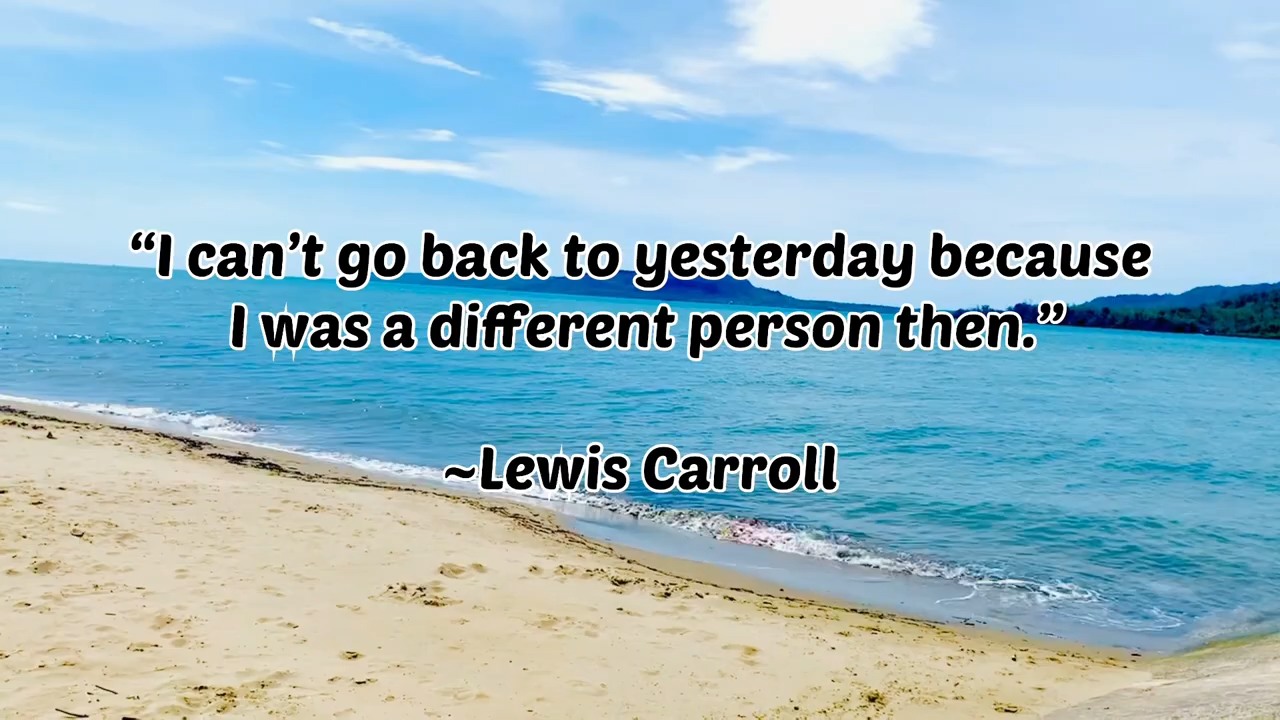 “I can’t go back to yesterday because
I was a different person then.”
~Lewis Carroll